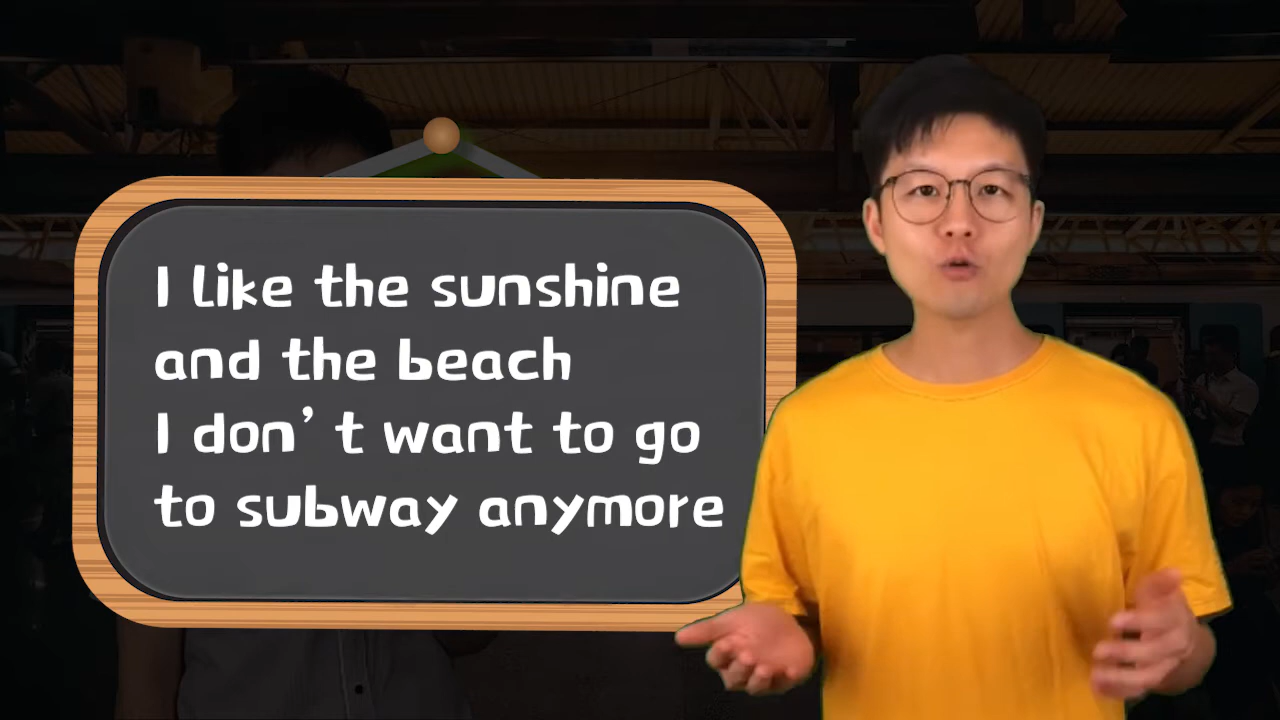 I like the sunshine
and the beach
I don’t want to go
to subway anymore